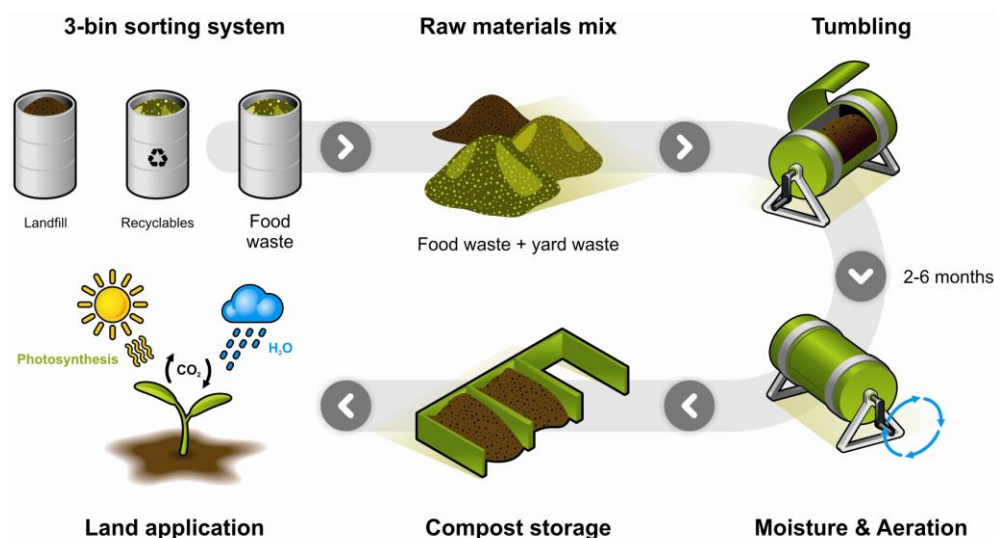 3-bin sorting system
Raw materials mix
Tumbling
Landfill
Recyclables
Food
waste
Food waste + yard waste
2-6 months
Photosynthesis
CO₂
H₂O
Land application
Compost storage
Moisture & Aeration